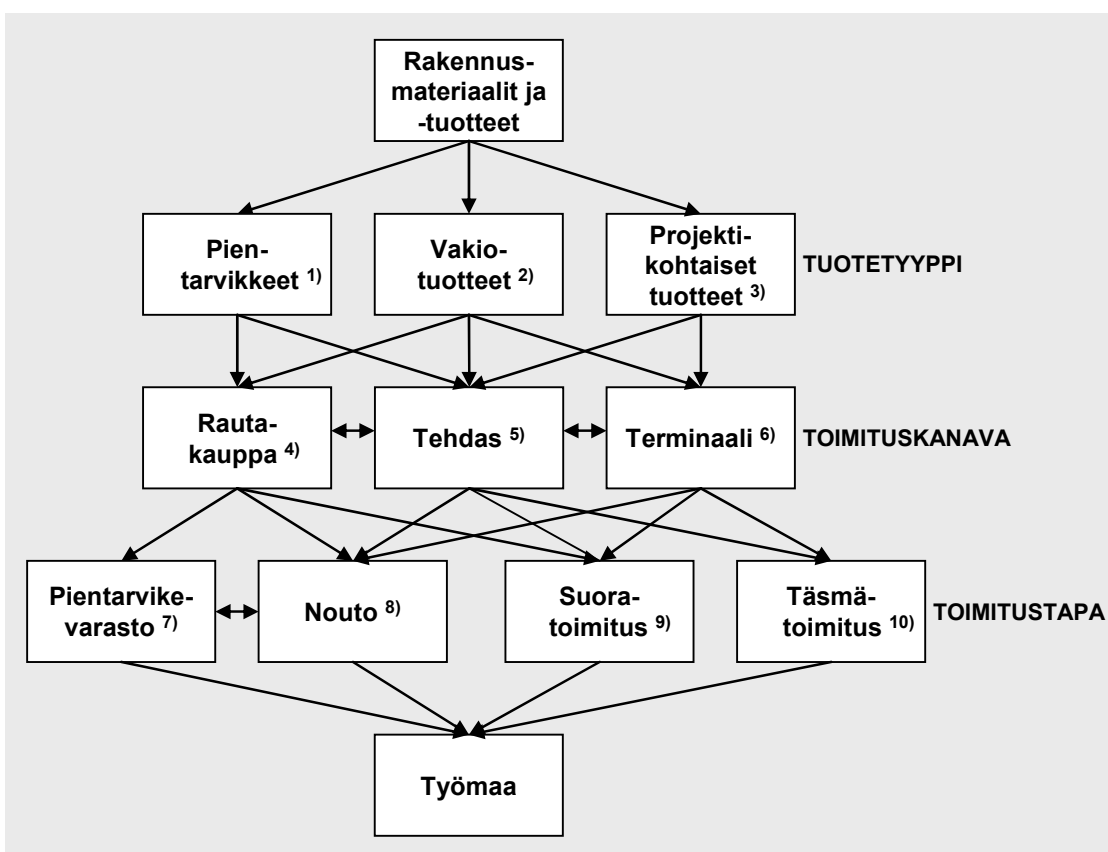 Rakennus-
materiaalit ja
-tuotteet
Pien-
tarvikkeet 1)
Vakio-
tuotteet 2)
Projekti-
kohtaiset
tuotteet 3)
TUOTETYYPPI
Rauta-
kauppa 4)
Tehdas 5)
Terminaali 6)
TOIMITUSKANAVA
Pientarvike-
varasto 7)
Nouto 8)
Suora-
toimitus 9)
Täsmä-
toimitus 10)
TOIMITUSTAPA
Työmaa